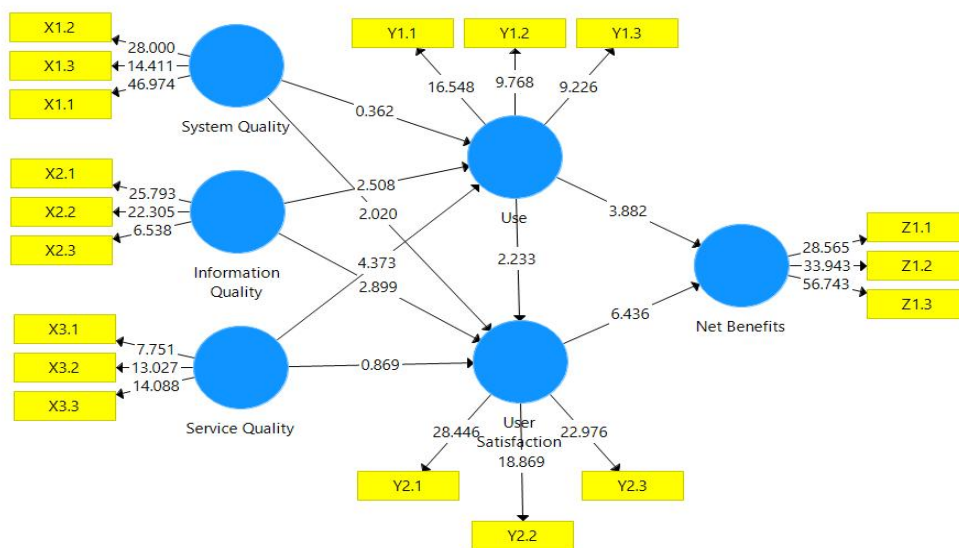 X1.2
X1.3
X1.1
28.000
14.411
46.974
System Quality
X2.1
X2.2
X2.3
25.793
22.305
6.538
Information
Quality
X3.1
X3.2
X3.3
7.751
13.027
14.088
Service Quality
0.362
2.508
2.020
4.373
2.899
0.869
Y1.1
Y1.2
Y1.3
16.548
9.768
9.226
Use
2.233
User
Satisfaction
28.446
18.869
22.976
Y2.1
Y2.2
Y2.3
3.882
6.436
Net Benefits
28.565
33.943
56.743
Z1.1
Z1.2
Z1.3